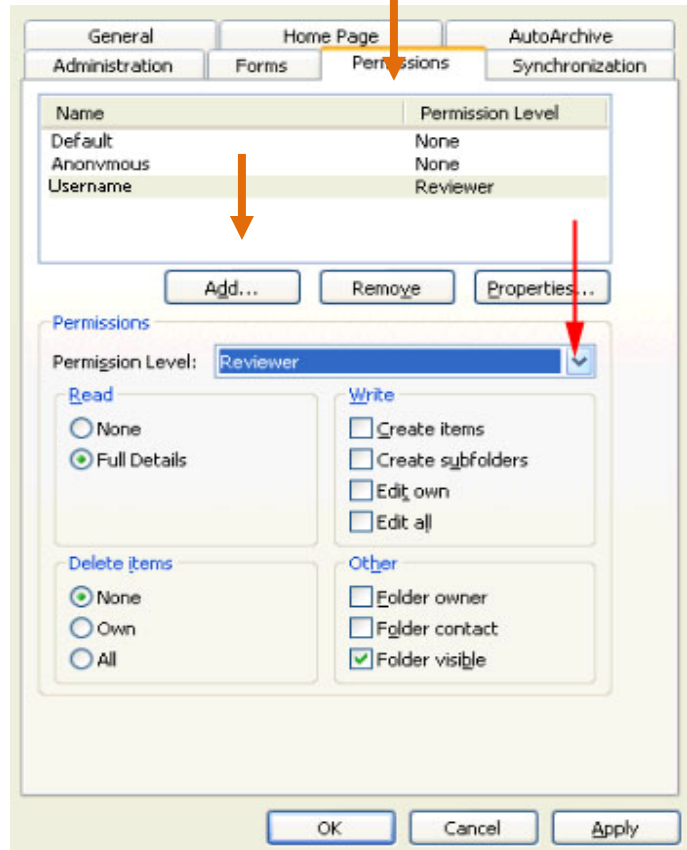 General Home Page AutoArchive
Administration Forms Permissions Synchronization
Name Permission Level
Default None
Anonymous None
Username Reviewer
Add... Remove Properties...
Permissions
Permission Level: Reviewer
Read Write
None Create items
Full Details Create subfolders
Edit own
Edit all
Delete items Other
None Folder owner
Own Folder contact
All Folder visible
OK Cancel Apply